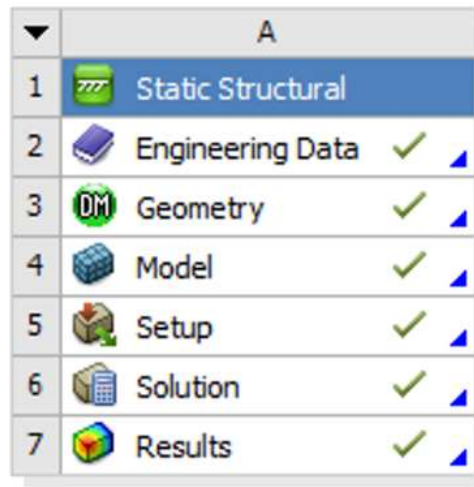 A
1 Static Structural
2 Engineering Data
3 DM Geometry
4 Model
5 Setup
6 Solution
7 Results